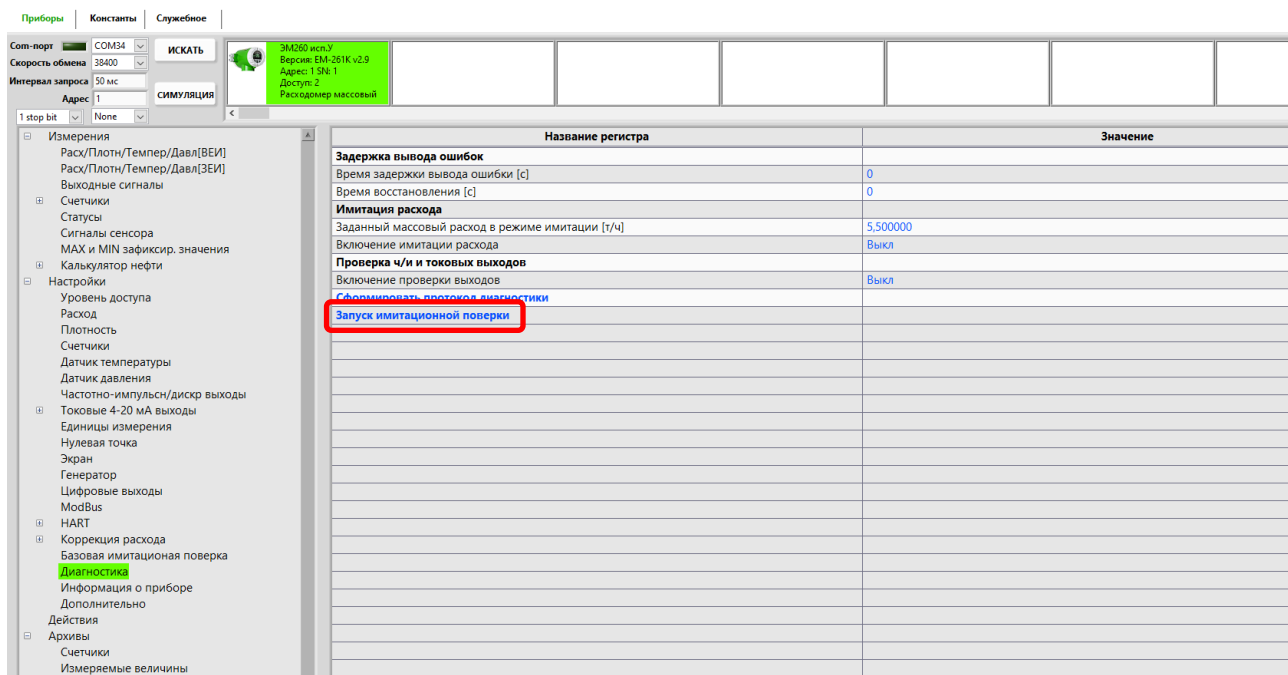 Приборы Константы Служебное
Com-порт COM34 ИСКАТЬ
Скорость обмена 38400
Интервал запроса 50 мс
Адрес 1 СИМУЛЯЦИЯ
1 stop bit None
ЭМ260 исп.У
Версия: EM-261K v2.9
Адрес: 1 SN: 1
Доступ: 2
Расходомер массовый
Измерения
Расх/Плотн/Темпер/Давл[ВЕИ]
Расх/Плотн/Темпер/Давл[ЗЕИ]
Выходные сигналы
Счетчики
Статусы
Сигналы сенсора
MAX и MIN зафиксир. значения
Калькулятор нефти
Настройки
Уровень доступа
Расход
Плотность
Счетчики
Датчик температуры
Датчик давления
Частотно-импульсн/дискр выходы
Токовые 4-20 мА выходы
Единицы измерения
Нулевая точка
Экран
Генератор
Цифровые выходы
ModBus
HART
Коррекция расхода
Базовая имитационая поверка
Диагностика
Информация о приборе
Дополнительно
Действия
Архивы
Счетчики
Измеряемые величины
Название регистра Значение
Задержка вывода ошибок
Время задержки вывода ошибки [с] 0
Время восстановления [с] 0
Имитация расхода
Заданный массовый расход в режиме имитации [т/ч] 5,500000
Включение имитации расхода Выкл
Проверка ч/и и токовых выходов
Включение проверки выходов Выкл
Сформировать протокол диагностики
Запуск имитационной поверки